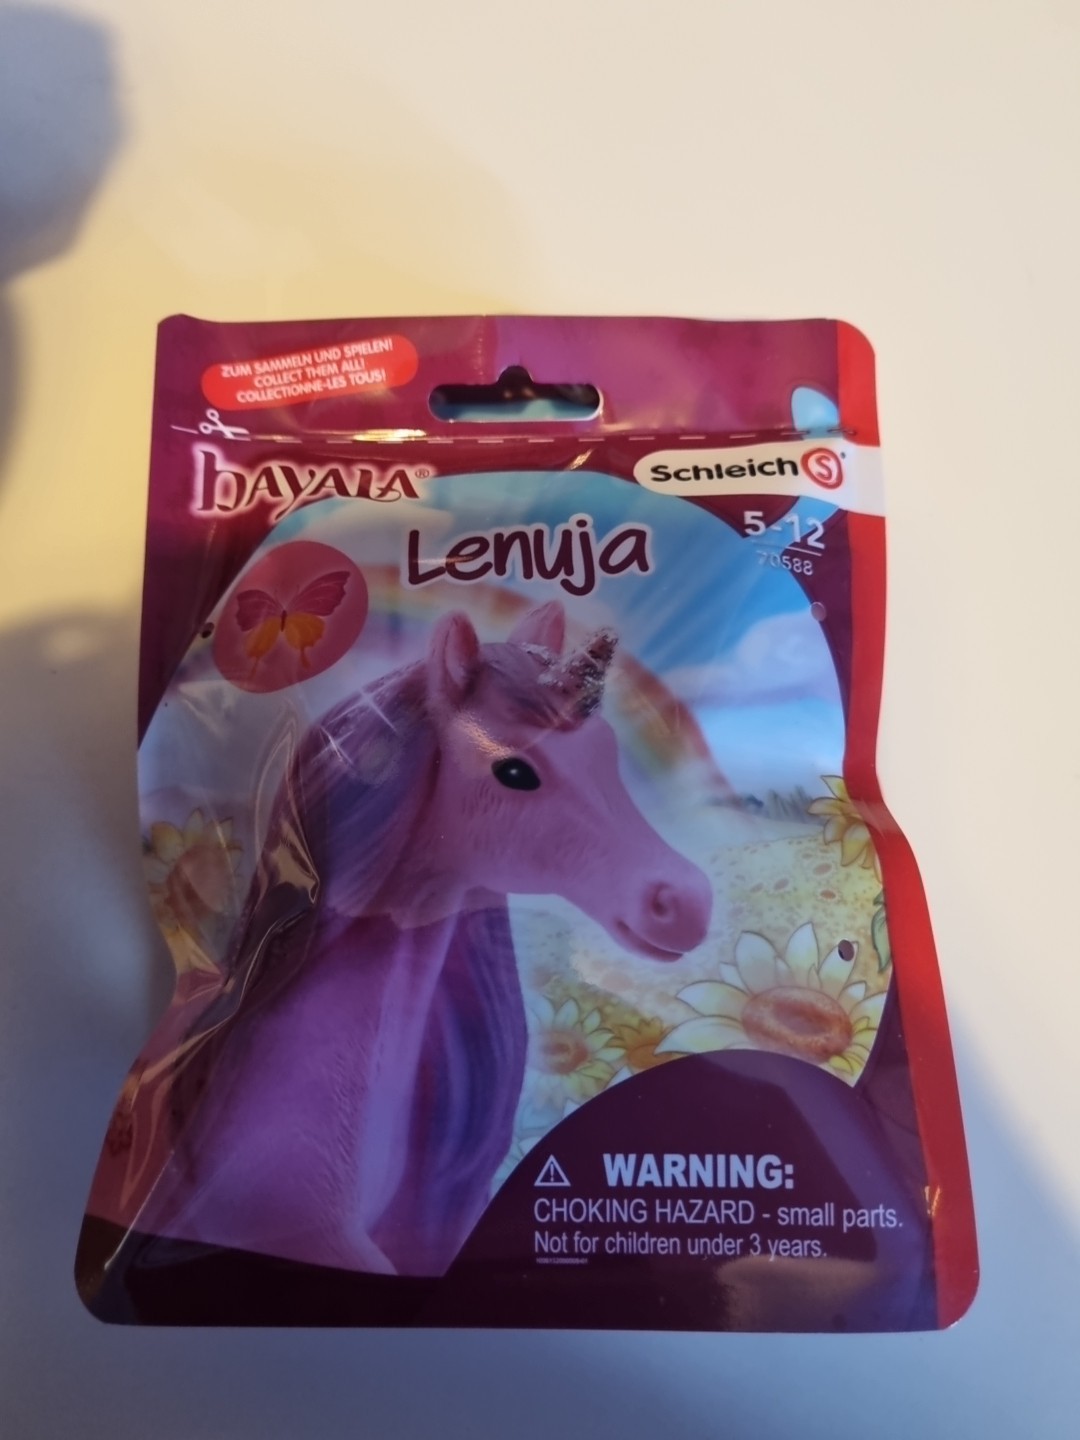 ZUM SAMMELN UND SPIELEN!
COLLECT THEM ALL!
COLLECTIONNE-LES TOUS!
bayala®
Schleich S
Lenuja
5-12
70588
WARNING:
CHOKING HAZARD - small parts.
Not for children under 3 years.